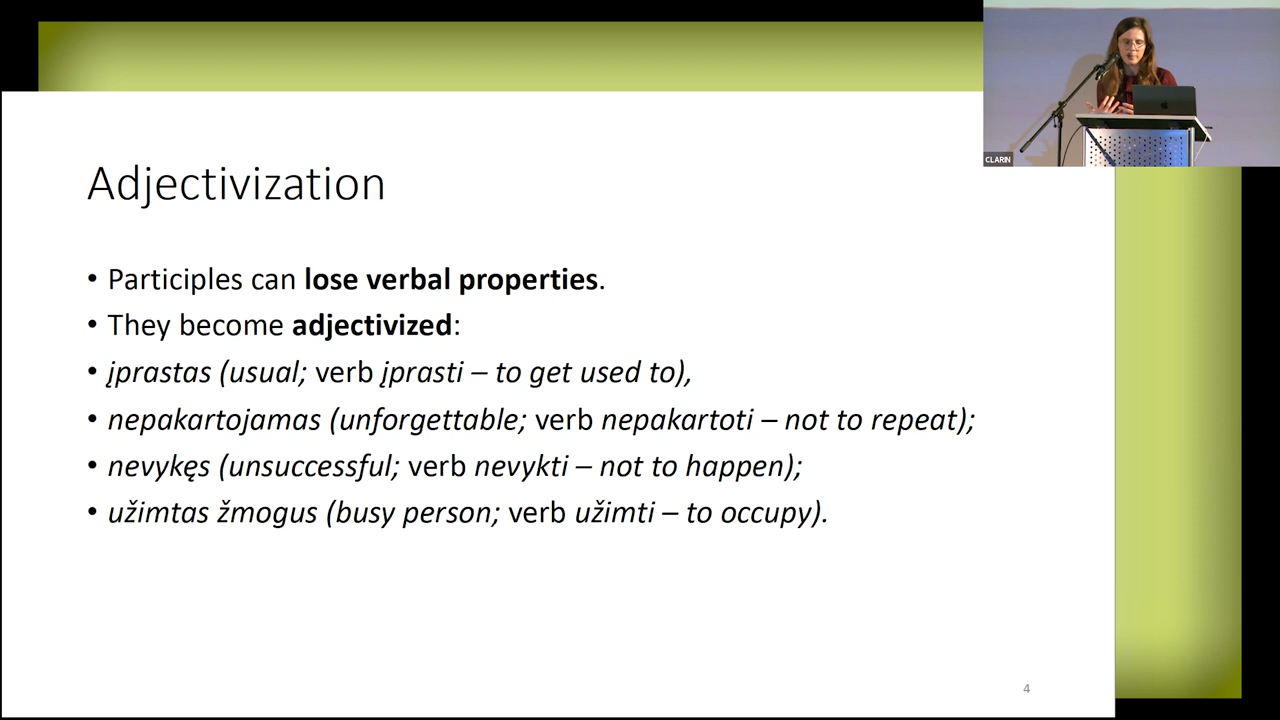 CLARIN
Adjectivization
• Participles can lose verbal properties.
• They become adjectivized:
• įprastas (usual; verb įprasti – to get used to),
• nepakartojamas (unforgettable; verb nepakartoti – not to repeat);
• nevykęs (unsuccessful; verb nevykti – not to happen);
• užimtas žmogus (busy person; verb užimti – to occupy).
4